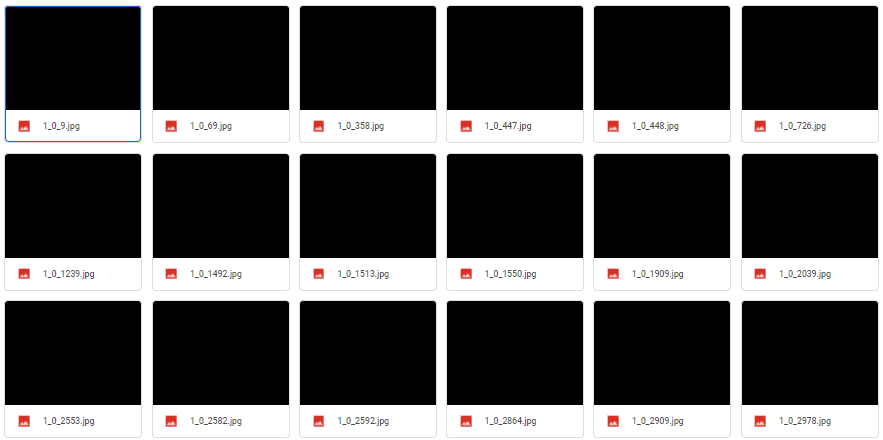 1_0_9.jpg
1_0_69.jpg
1_0_358.jpg
1_0_447.jpg
1_0_448.jpg
1_0_726.jpg
1_0_1239.jpg
1_0_1492.jpg
1_0_1513.jpg
1_0_1550.jpg
1_0_1909.jpg
1_0_2039.jpg
1_0_2553.jpg
1_0_2582.jpg
1_0_2592.jpg
1_0_2864.jpg
1_0_2909.jpg
1_0_2978.jpg